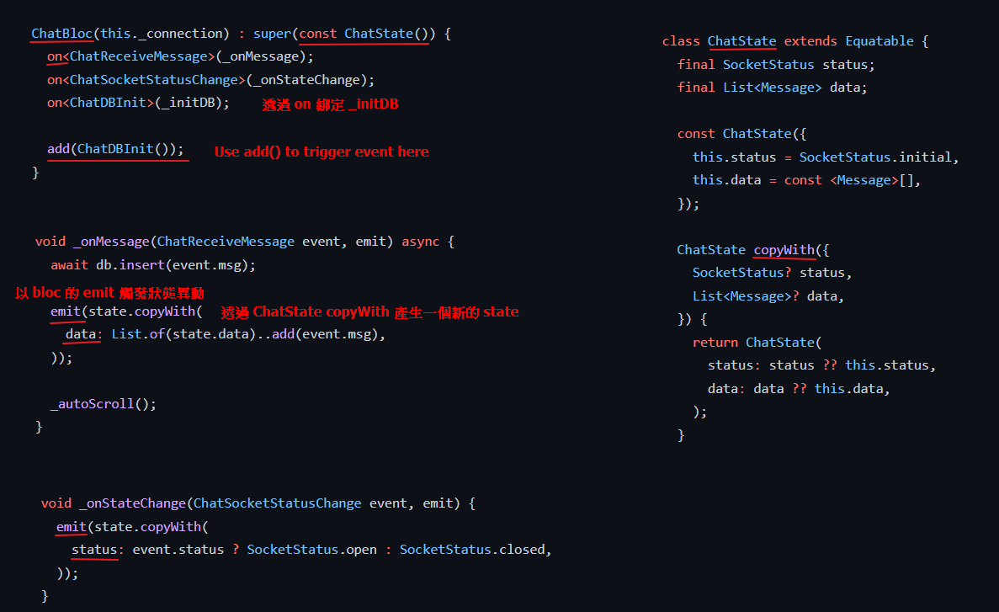 ChatBloc(this._connection) : super(const ChatState()) {
on<ChatReceiveMessage>(_onMessage);
on<ChatSocketStatusChange>(_onStateChange);
on<ChatDBInit>(_initDB);
透過 on 綁定 _initDB
add(ChatDBInit());
Use add() to trigger event here
}
void _onMessage(ChatReceiveMessage event, emit) async {
await db.insert(event.msg);
以 bloc 的 emit 觸發狀態異動
emit(state.copyWith(
透過 ChatState copyWith 產生一個新的 state
data: List.of(state.data)..add(event.msg),
));
_autoScroll();
}
void _onStateChange(ChatSocketStatusChange event, emit) {
emit(state.copyWith(
status: event.status ? SocketStatus.open : SocketStatus.closed,
));
}
class ChatState extends Equatable {
final SocketStatus status;
final List<Message> data;
const ChatState({
this.status = SocketStatus.initial,
this.data = const <Message>[],
});
ChatState copyWith({
SocketStatus? status,
List<Message>? data,
}) {
return ChatState(
status: status ?? this.status,
data: data ?? this.data,
);
}